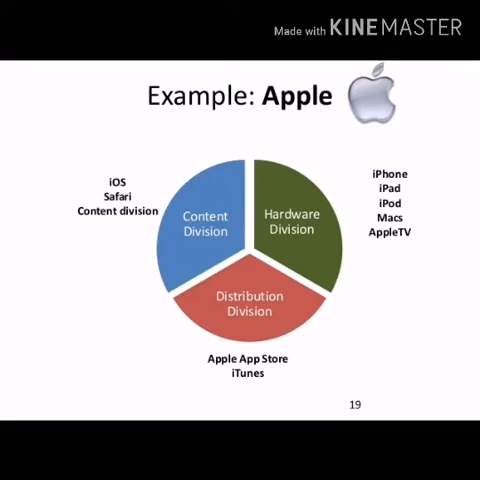 Made with KINEMASTER
Example: Apple
iOS
Safari
Content division
Content
Division
Hardware
Division
iPhone
iPad
iPod
Macs
AppleTV
Distribution
Division
Apple App Store
iTunes
19